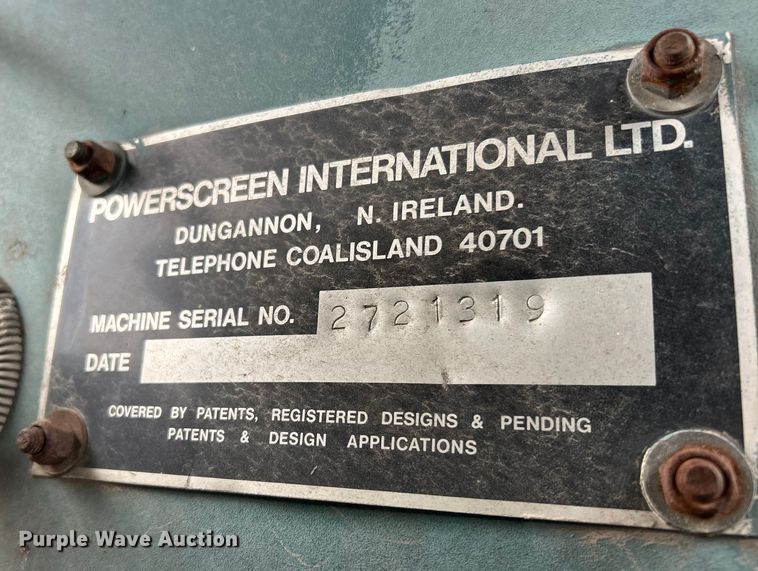 POWERSCREEN INTERNATIONAL LTD.
DUNGANNON, N. IRELAND.
TELEPHONE COALISLAND 40701
MACHINE SERIAL NO. 2721319
DATE
COVERED BY PATENTS, REGISTERED DESIGNS & PENDING
PATENTS & DESIGN APPLICATIONS
Purple Wave Auction